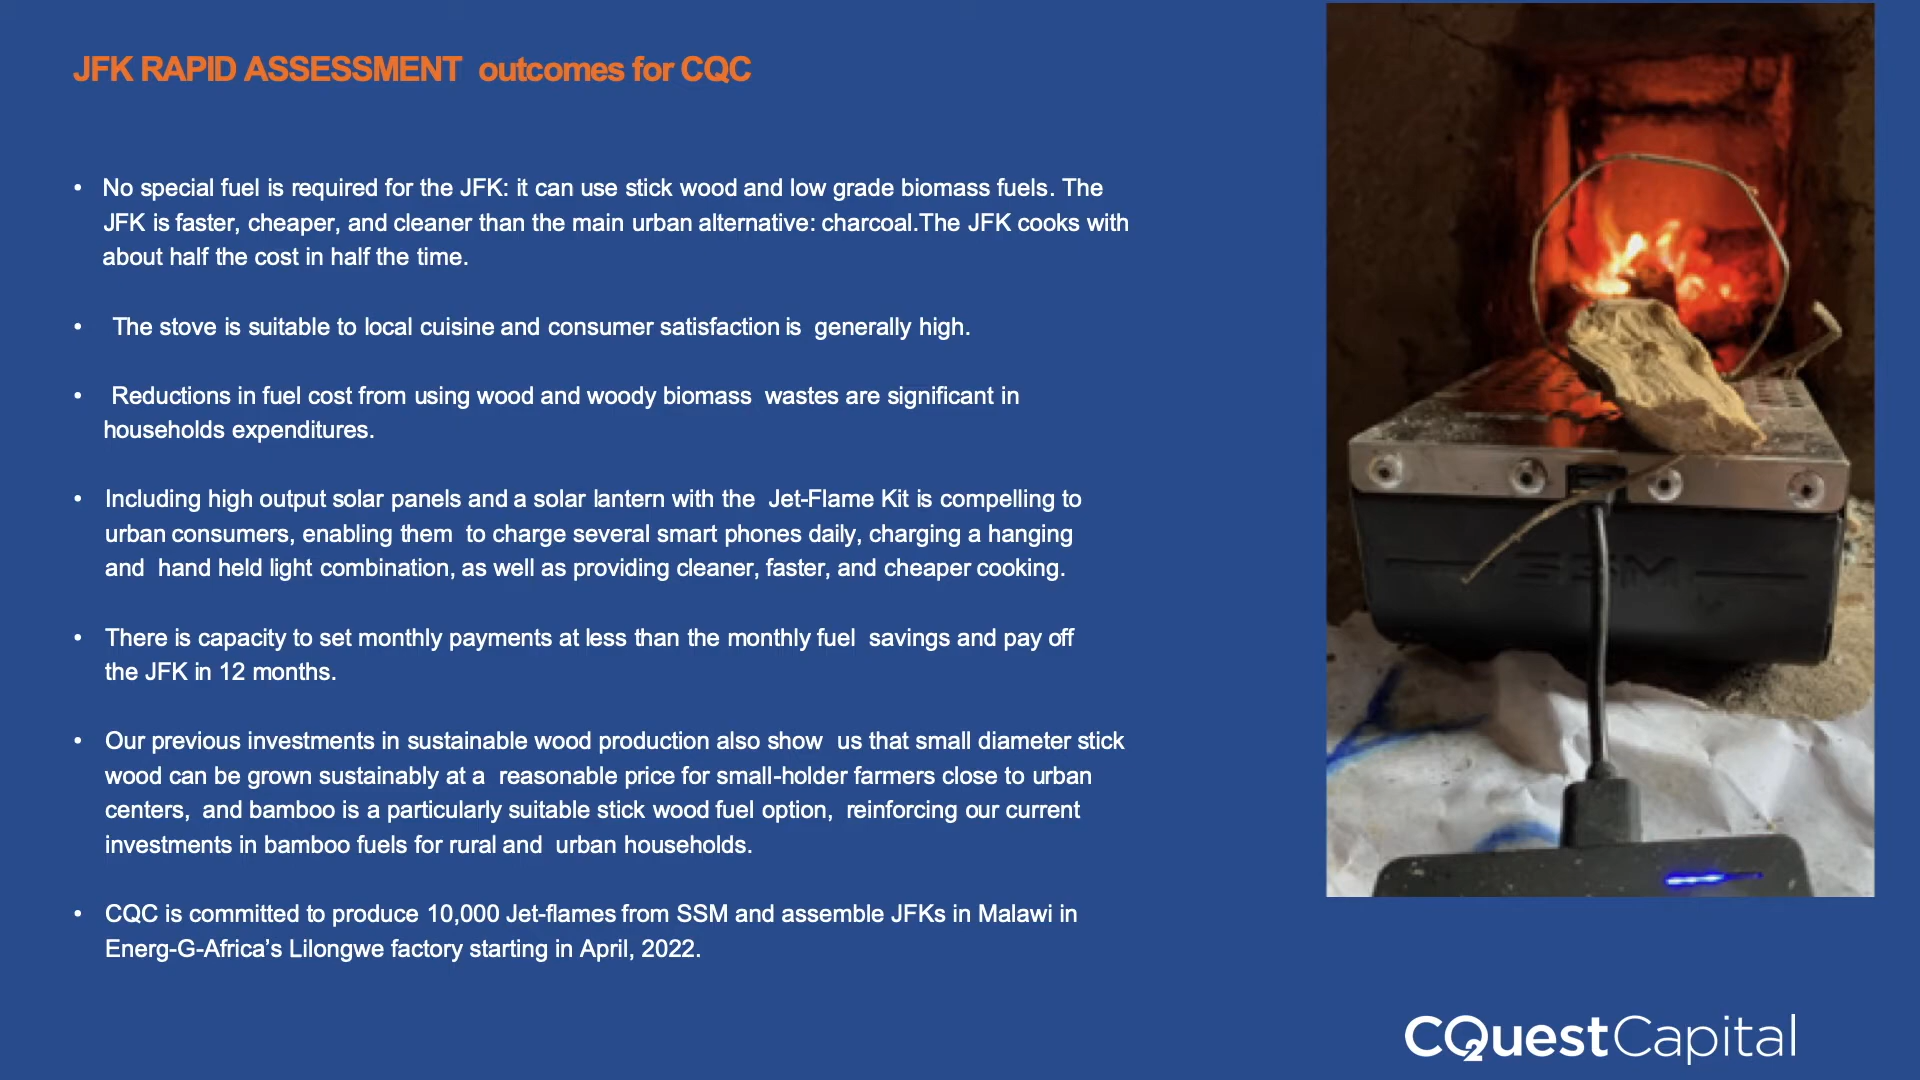 JFK RAPID ASSESSMENT outcomes for CQC
• No special fuel is required for the JFK: it can use stick wood and low grade biomass fuels. The
JFK is faster, cheaper, and cleaner than the main urban alternative: charcoal.The JFK cooks with
about half the cost in half the time.
• The stove is suitable to local cuisine and consumer satisfaction is generally high.
• Reductions in fuel cost from using wood and woody biomass wastes are significant in
households expenditures.
• Including high output solar panels and a solar lantern with the Jet-Flame Kit is compelling to
urban consumers, enabling them to charge several smart phones daily, charging a hanging
and hand held light combination, as well as providing cleaner, faster, and cheaper cooking.
• There is capacity to set monthly payments at less than the monthly fuel savings and pay off
the JFK in 12 months.
• Our previous investments in sustainable wood production also show us that small diameter stick
wood can be grown sustainably at a reasonable price for small-holder farmers close to urban
centers, and bamboo is a particularly suitable stick wood fuel option, reinforcing our current
investments in bamboo fuels for rural and urban households.
• CQC is committed to produce 10,000 Jet-flames from SSM and assemble JFKs in Malawi in
Energ-G-Africa’s Lilongwe factory starting in April, 2022.
SSM
CQ2uestCapital